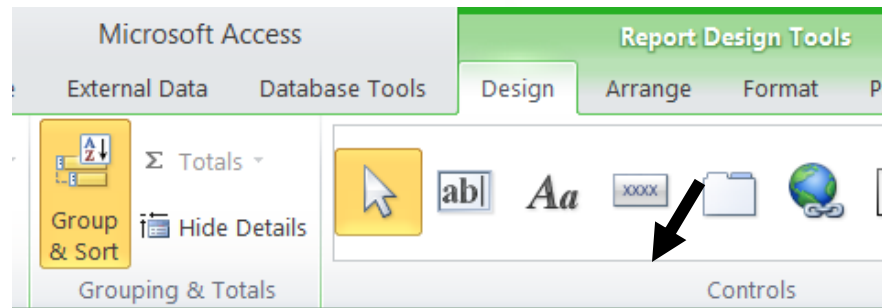 Microsoft Access
Report Design Tools
External Data
Database Tools
Design
Arrange
Format
Σ Totals
ab|
Aa
xxxx
Group
& Sort
Hide Details
Grouping & Totals
Controls